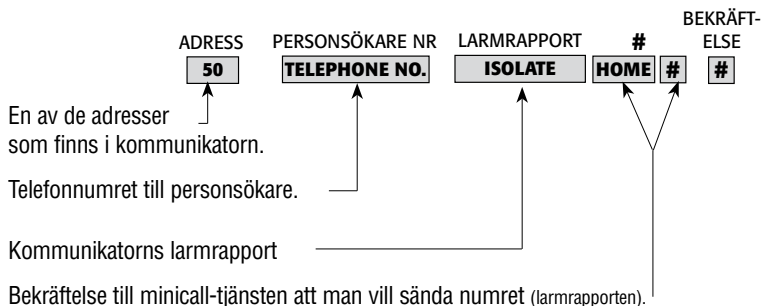 BEKRÄFT-
ADRESS PERSONSÖKARE NR LARMRAPPORT # ELSE
50 TELEPHONE NO. ISOLATE HOME # #
En av de adresser
som finns i kommunikatorn.
Telefonnumret till personsökare.
Kommunikatorns larmrapport
Bekräftelse till minicall-tjänsten att man vill sända numret (larmrapporten).